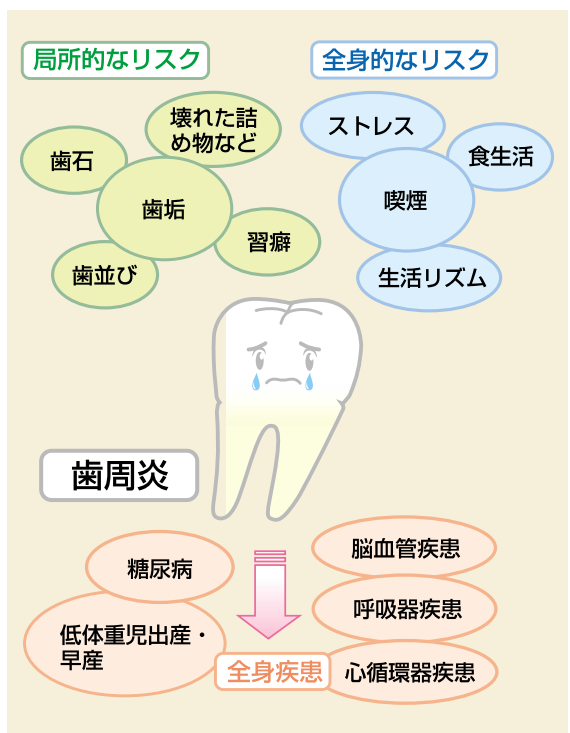 局所的なリスク
全身的なリスク
壊れた詰
め物など
歯石
歯垢
習癖
歯並び
ストレス
食生活
喫煙
生活リズム
歯周炎
糖尿病
低体重児出産・
早産
脳血管疾患
呼吸器疾患
心循環器疾患
全身疾患